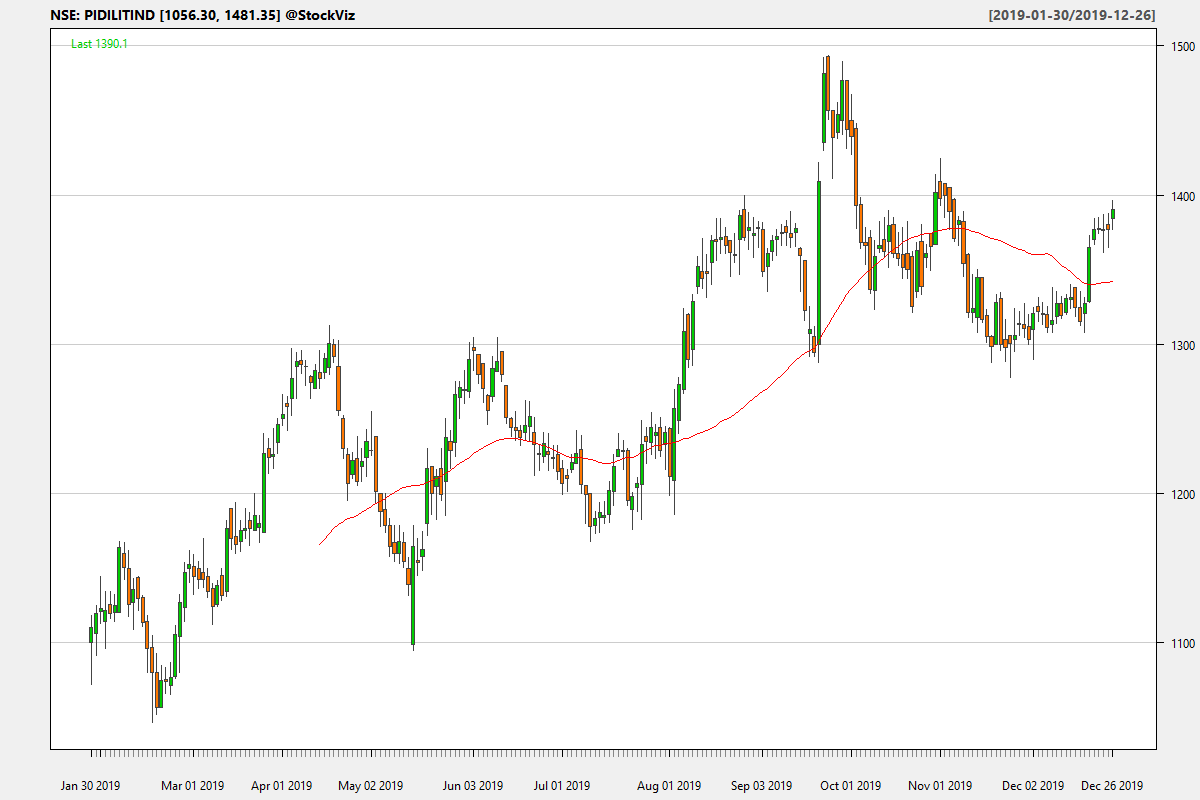 NSE: PIDILITIND [1056.30, 1481.35] @StockViz
[2019-01-30/2019-12-26]
Last 1390.1
1500
1400
1300
1200
1100
Jan 30 2019 Mar 01 2019 Apr 01 2019 May 02 2019 Jun 03 2019 Jul 01 2019 Aug 01 2019 Sep 03 2019 Oct 01 2019 Nov 01 2019 Dec 02 2019 Dec 26 2019